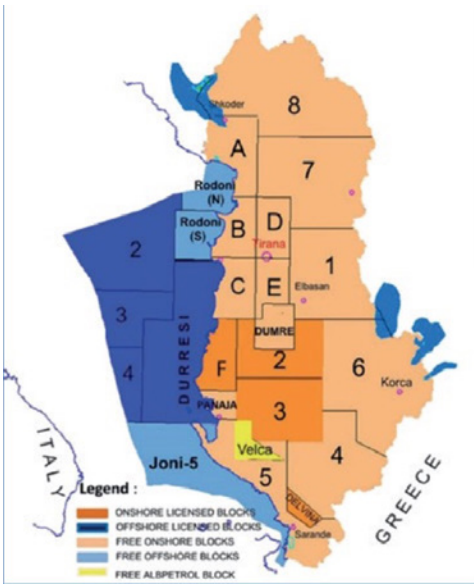 Shkoder
8
A
7
Rodoni
(N)
Rodoni
(S)
B
D
Tirana
2
1
C
E
Elbasan
3
DUMRE
DURRESI
F
2
6
4
Korca
PANAJA
3
ITALY
Velca
4
Joni-5
5
GREECE
Legend :
DELVINA
ONSHORE LICENSED BLOCKS
OFFSHORE LICENSED BLOCKS
Sarande
FREE ONSHORE BLOCKS
FREE OFFSHORE BLOCKS
FREE ALBPETROL BLOCK